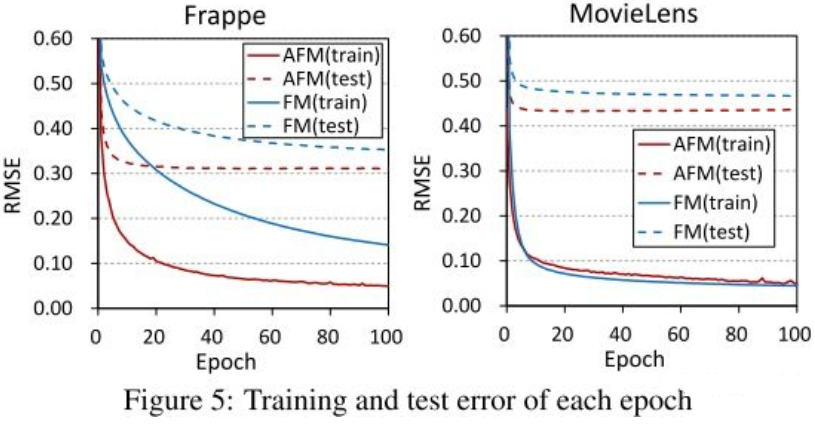 Frappe
0.60
0.50
0.40
0.30
0.20
0.10
0.00
RMSE
AFM(train)
AFM(test)
FM(train)
FM(test)
0 20 40 60 80 100
Epoch
MovieLens
0.60
0.50
0.40
0.30
0.20
0.10
0.00
RMSE
AFM(train)
AFM(test)
FM(train)
FM(test)
0 20 40 60 80 100
Epoch
Figure 5: Training and test error of each epoch